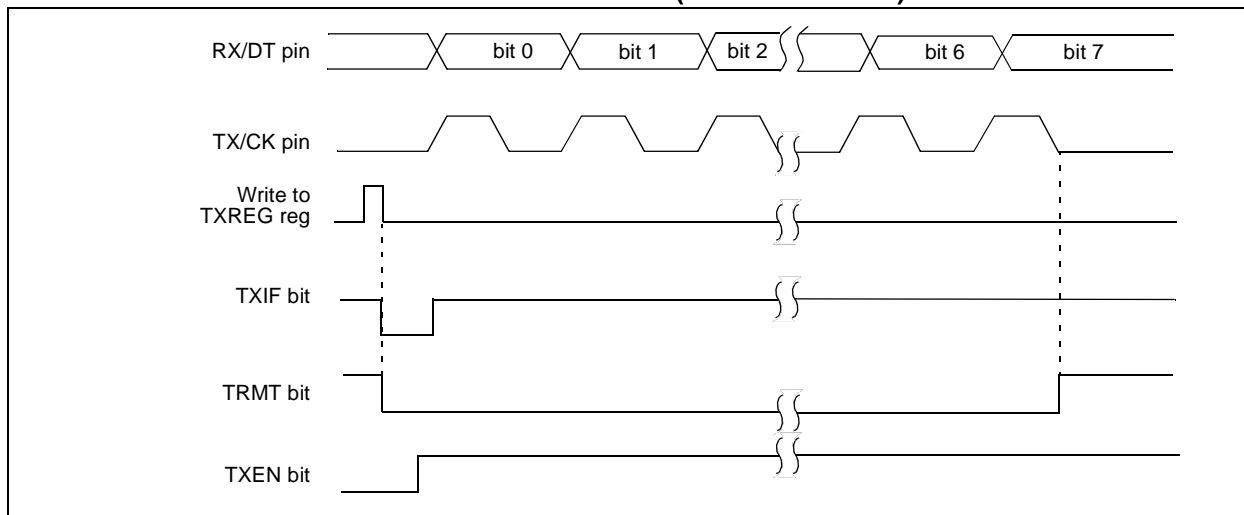 RX/DT pin
bit 0 bit 1 bit 2 bit 6 bit 7
TX/CK pin
Write to
TXREG reg
TXIF bit
TRMT bit
TXEN bit